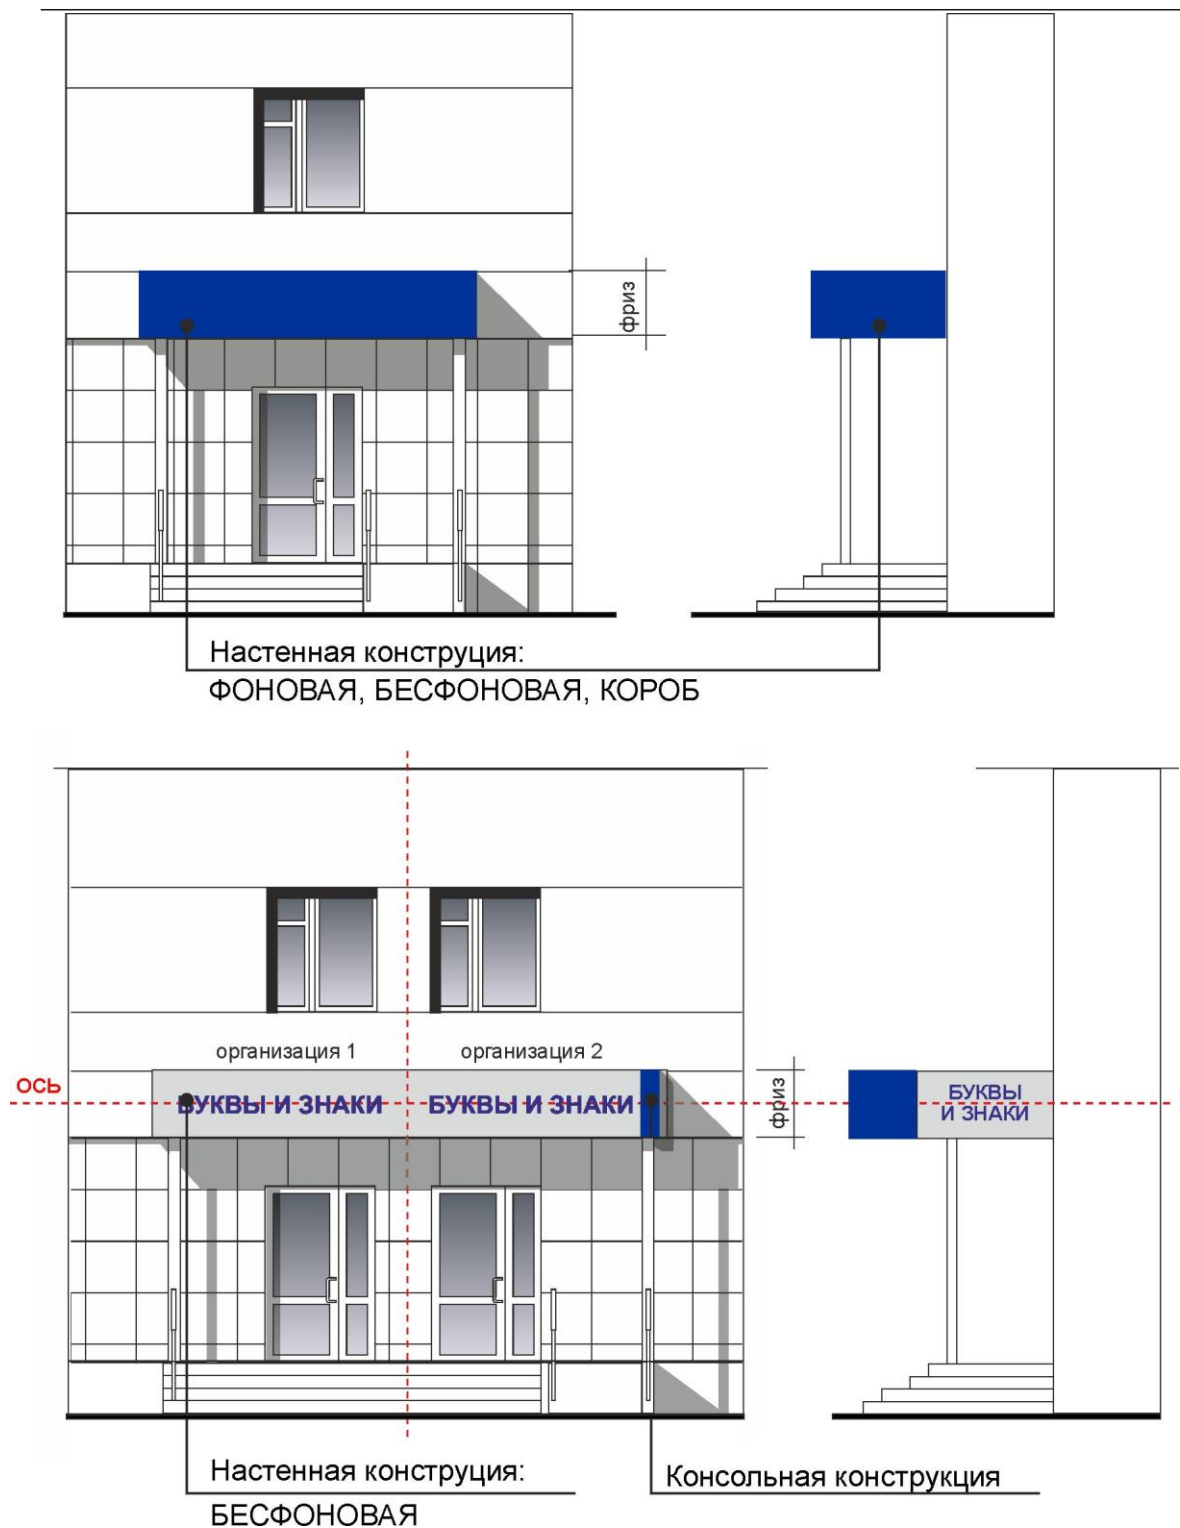 фриз
Настенная конструция:
ФОНОВАЯ, БЕСФОНОВАЯ, КОРОБ
организация 1
организация 2
ОСЬ
БУКВЫ И ЗНАКИ
БУКВЫ И ЗНАКИ
фриз
БУКВЫ
И ЗНАКИ
Настенная конструция:
БЕСФОНОВАЯ
Консольная конструкция